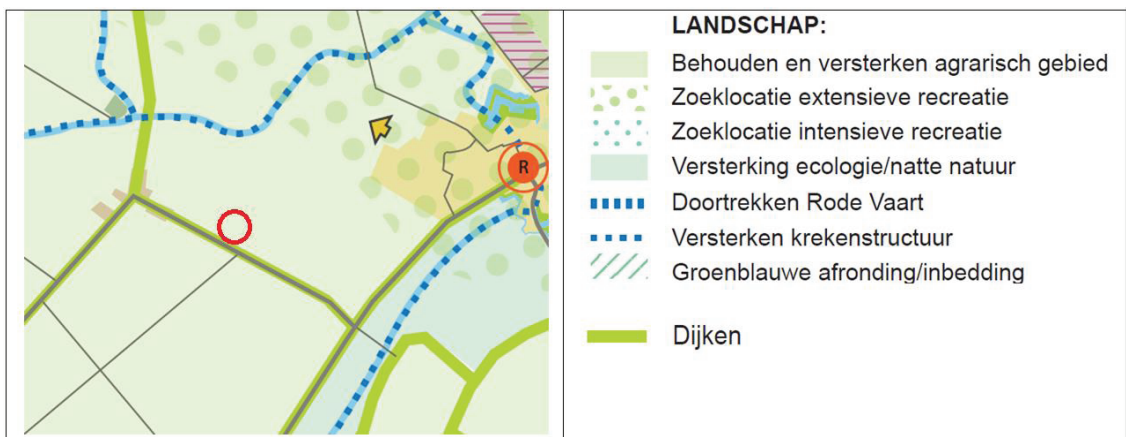 R
LANDSCHAP:
Behouden en versterken agrarisch gebied
Zoeklocatie extensieve recreatie
Zoeklocatie intensieve recreatie
Versterking ecologie/natte natuur
Doortrekken Rode Vaart
Versterken krekenstructuur
Groenblauwe afronding/inbedding
Dijken